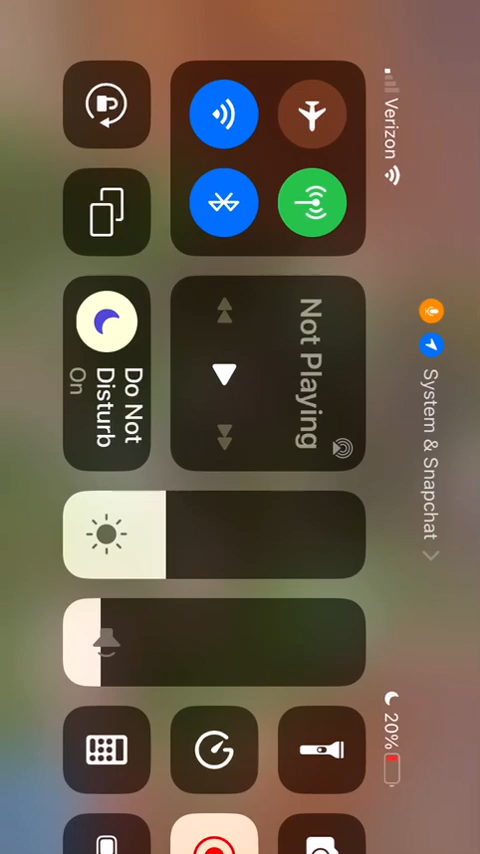 System & Snapchat
Verizon
20%
Not Playing
Do Not
Disturb
On